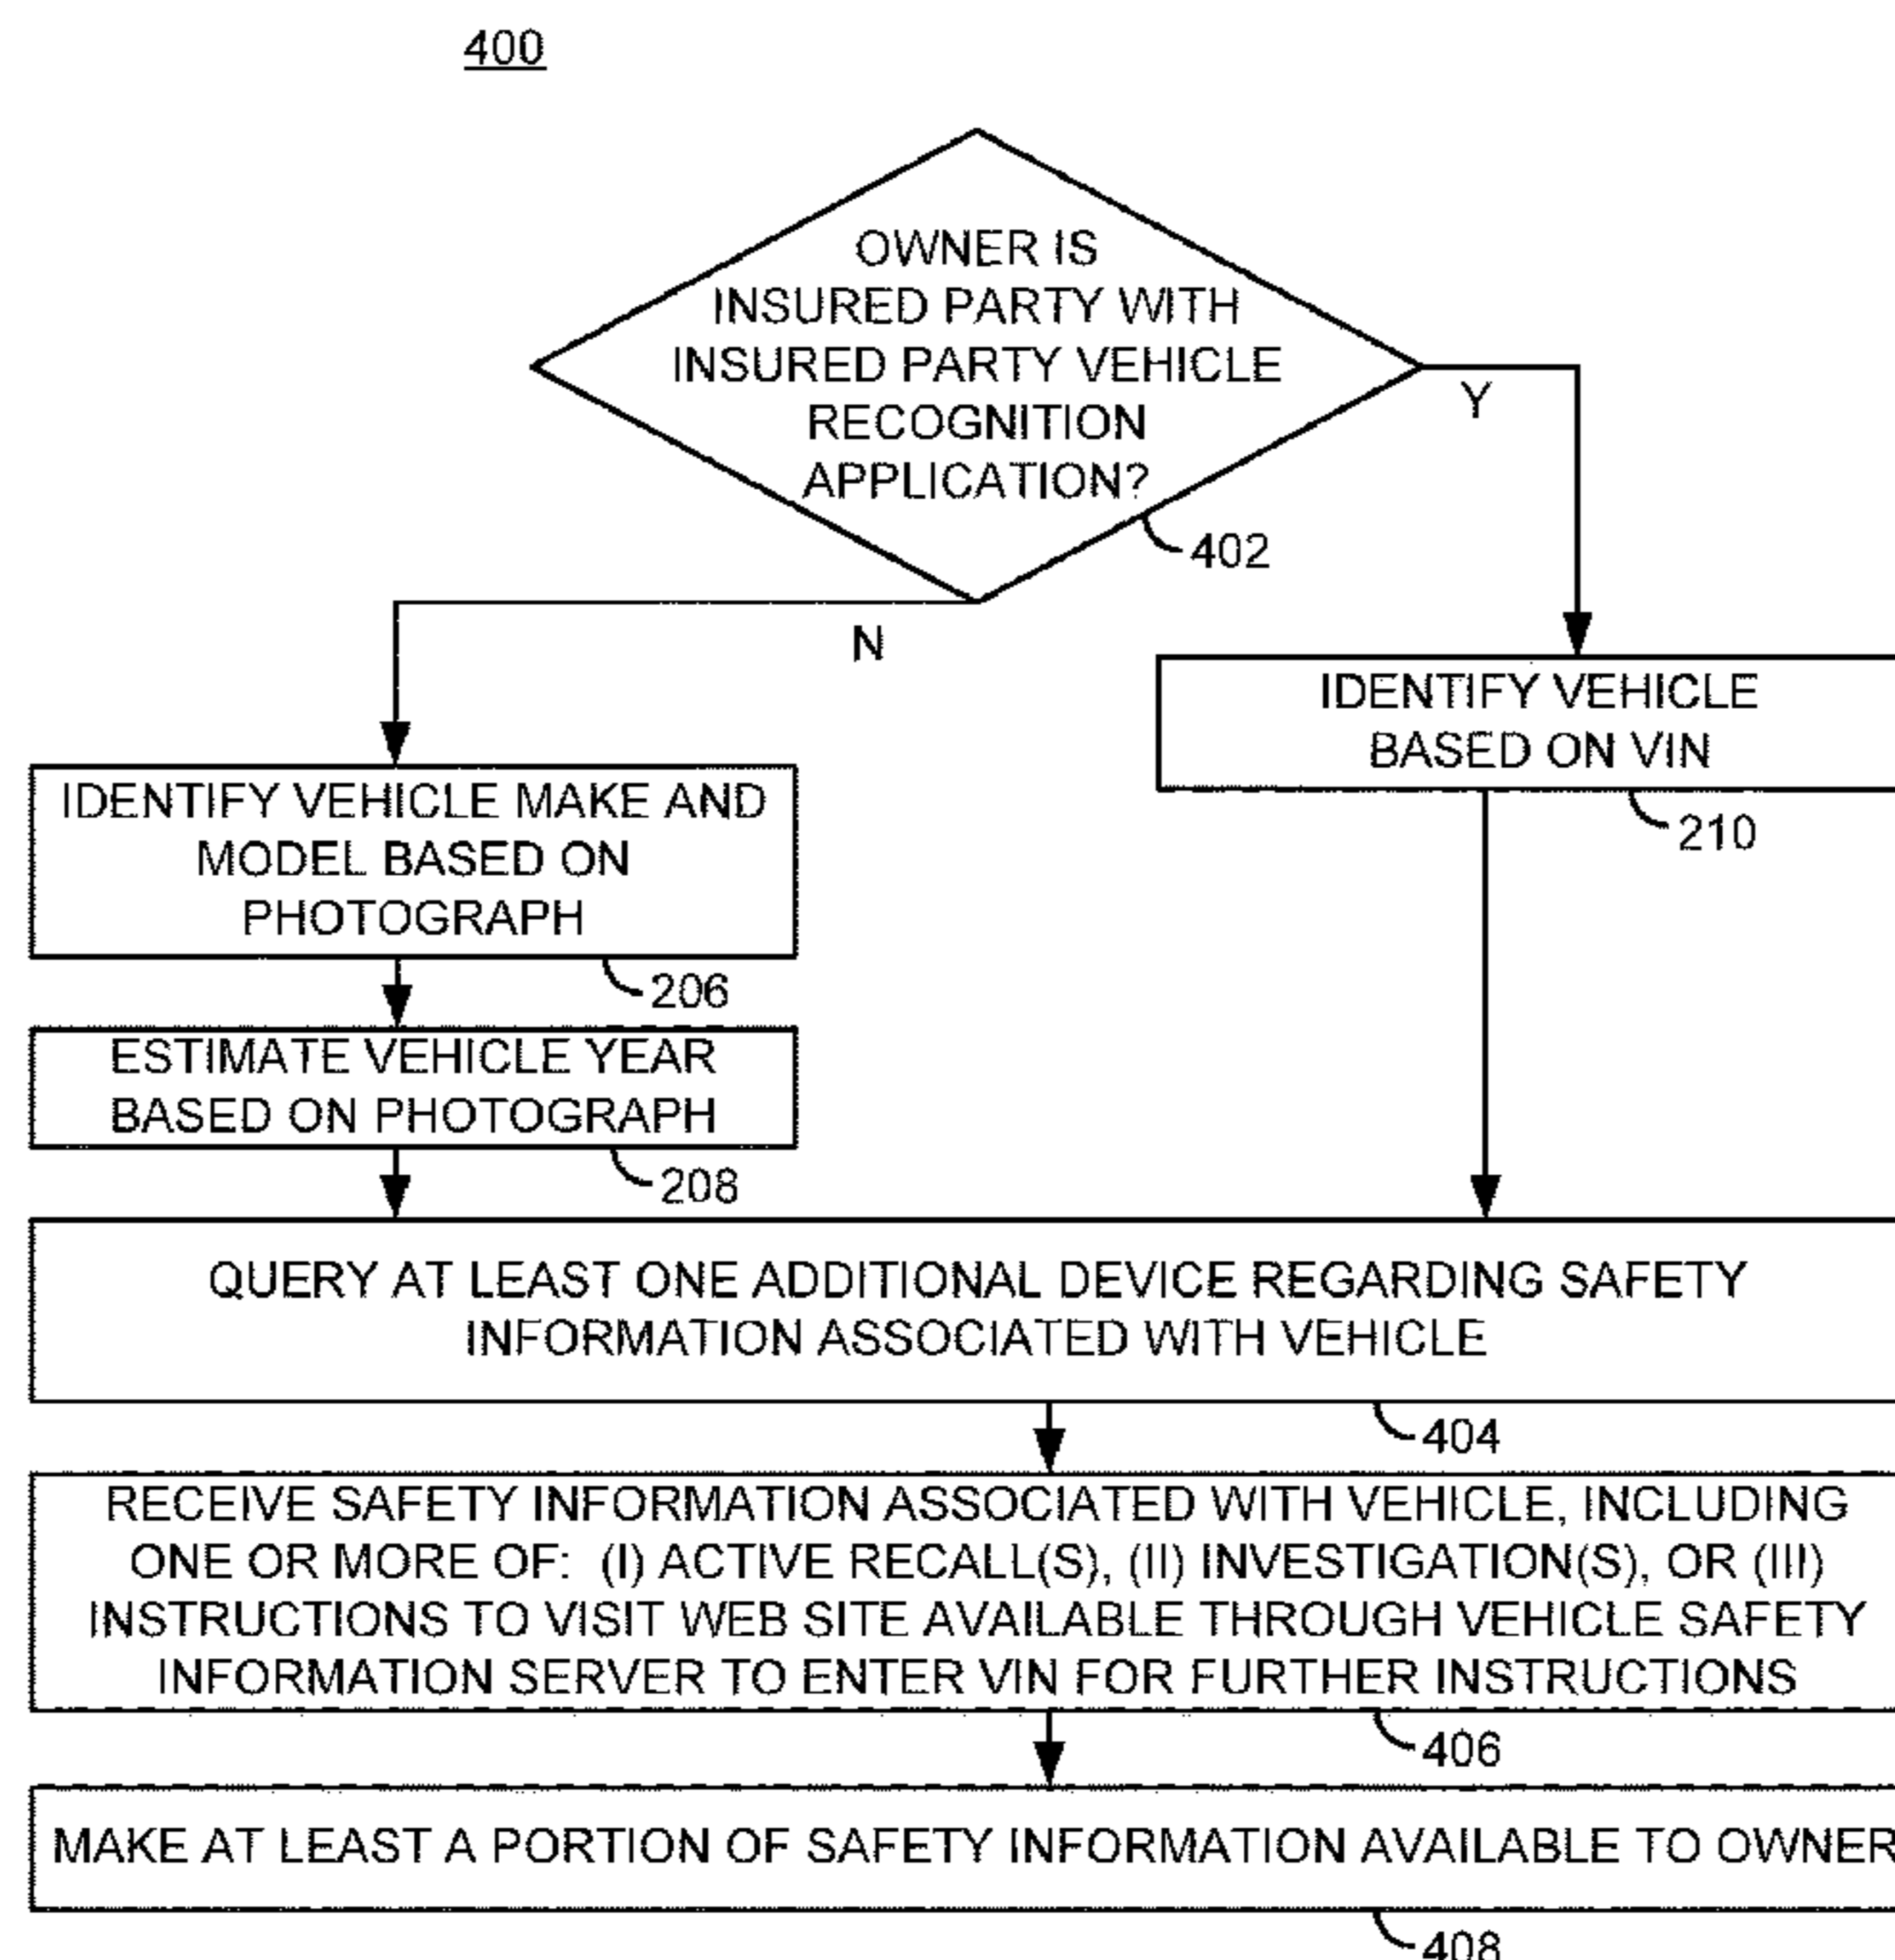 400
OWNER IS
INSURED PARTY WITH
INSURED PARTY VEHICLE
RECOGNITION
APPLICATION?
402
Y
N
IDENTIFY VEHICLE
BASED ON VIN
210
IDENTIFY VEHICLE MAKE AND
MODEL BASED ON
PHOTOGRAPH
206
ESTIMATE VEHICLE YEAR
BASED ON PHOTOGRAPH
208
QUERY AT LEAST ONE ADDITIONAL DEVICE REGARDING SAFETY
INFORMATION ASSOCIATED WITH VEHICLE
404
RECEIVE SAFETY INFORMATION ASSOCIATED WITH VEHICLE, INCLUDING
ONE OR MORE OF: (I) ACTIVE RECALL(S), (II) INVESTIGATION(S), OR (III)
INSTRUCTIONS TO VISIT WEB SITE AVAILABLE THROUGH VEHICLE SAFETY
INFORMATION SERVER TO ENTER VIN FOR FURTHER INSTRUCTIONS
406
MAKE AT LEAST A PORTION OF SAFETY INFORMATION AVAILABLE TO OWNER
408